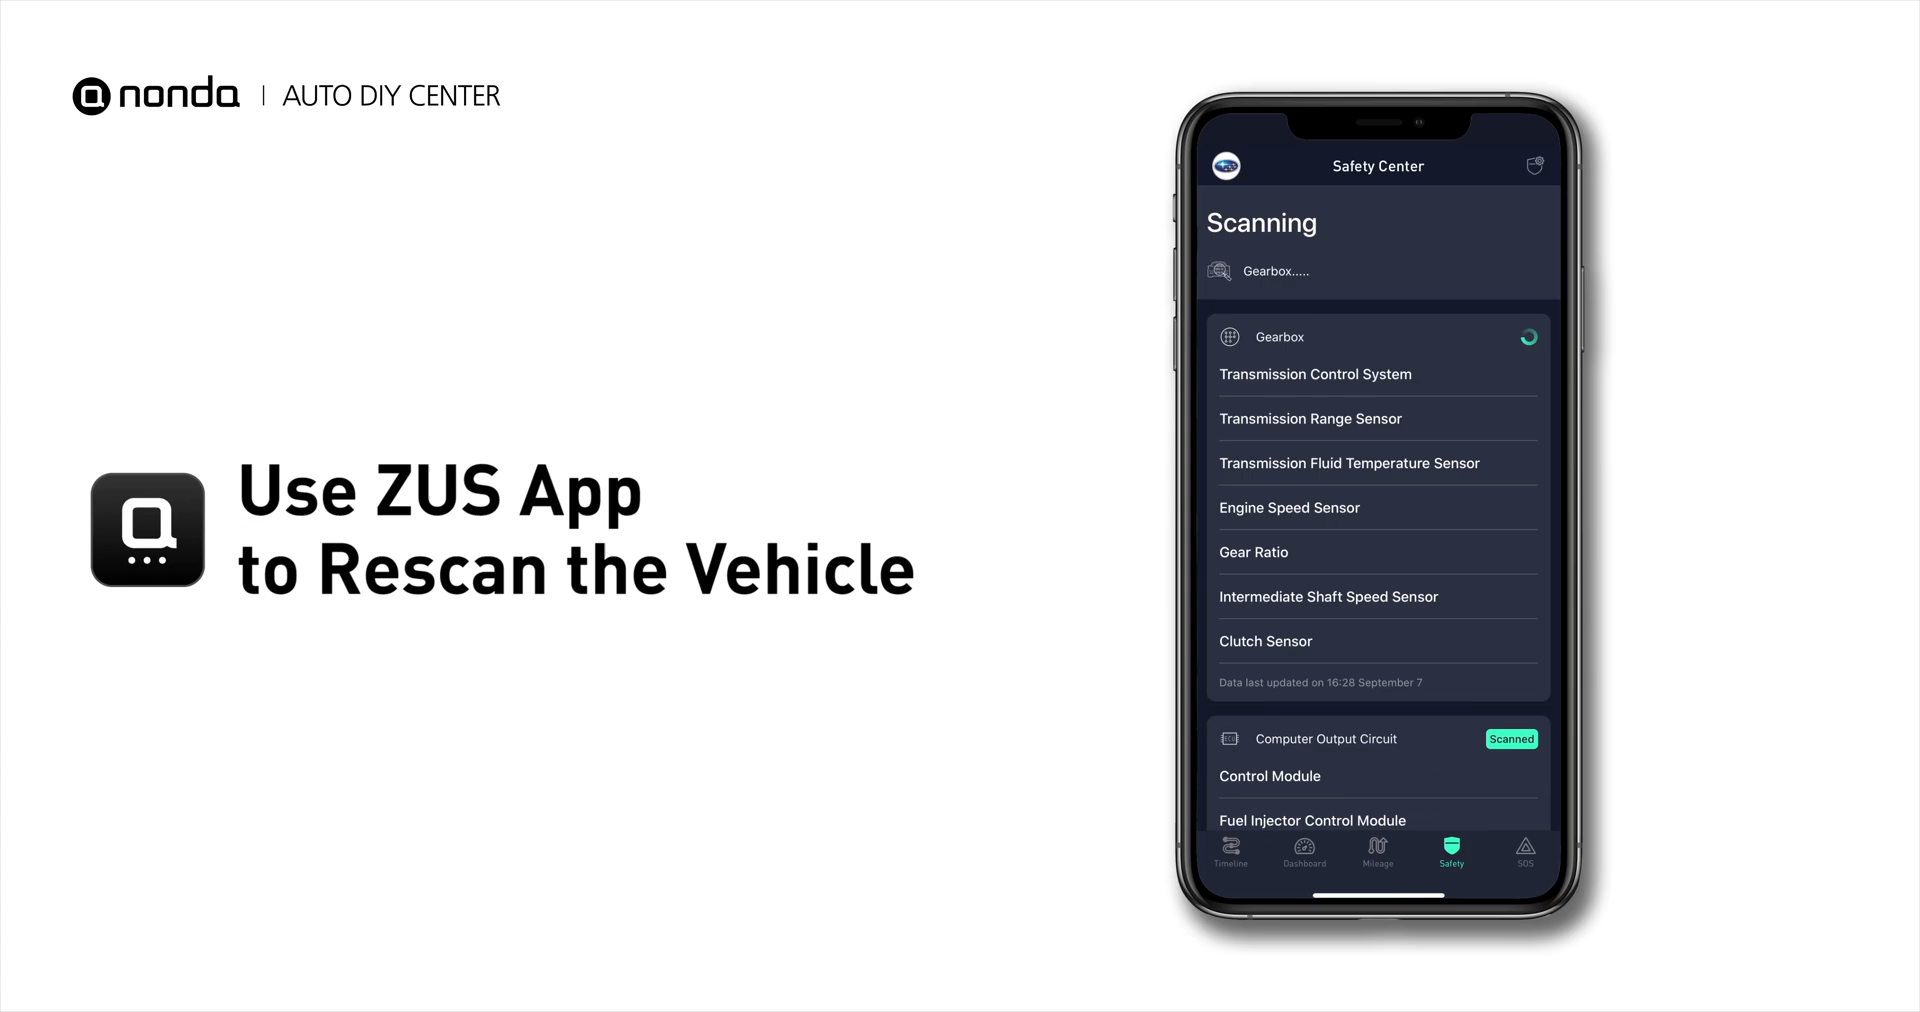 nonda | AUTO DIY CENTER
Use ZUS App
to Rescan the Vehicle
Safety Center
Scanning
Gearbox.....
Gearbox
Transmission Control System
Transmission Range Sensor
Transmission Fluid Temperature Sensor
Engine Speed Sensor
Gear Ratio
Intermediate Shaft Speed Sensor
Clutch Sensor
Data last updated on 16:28 September 7
Computer Output Circuit
Scanned
Control Module
Fuel Injector Control Module
Timeline
Dashboard
Mileage
Safety
SOS